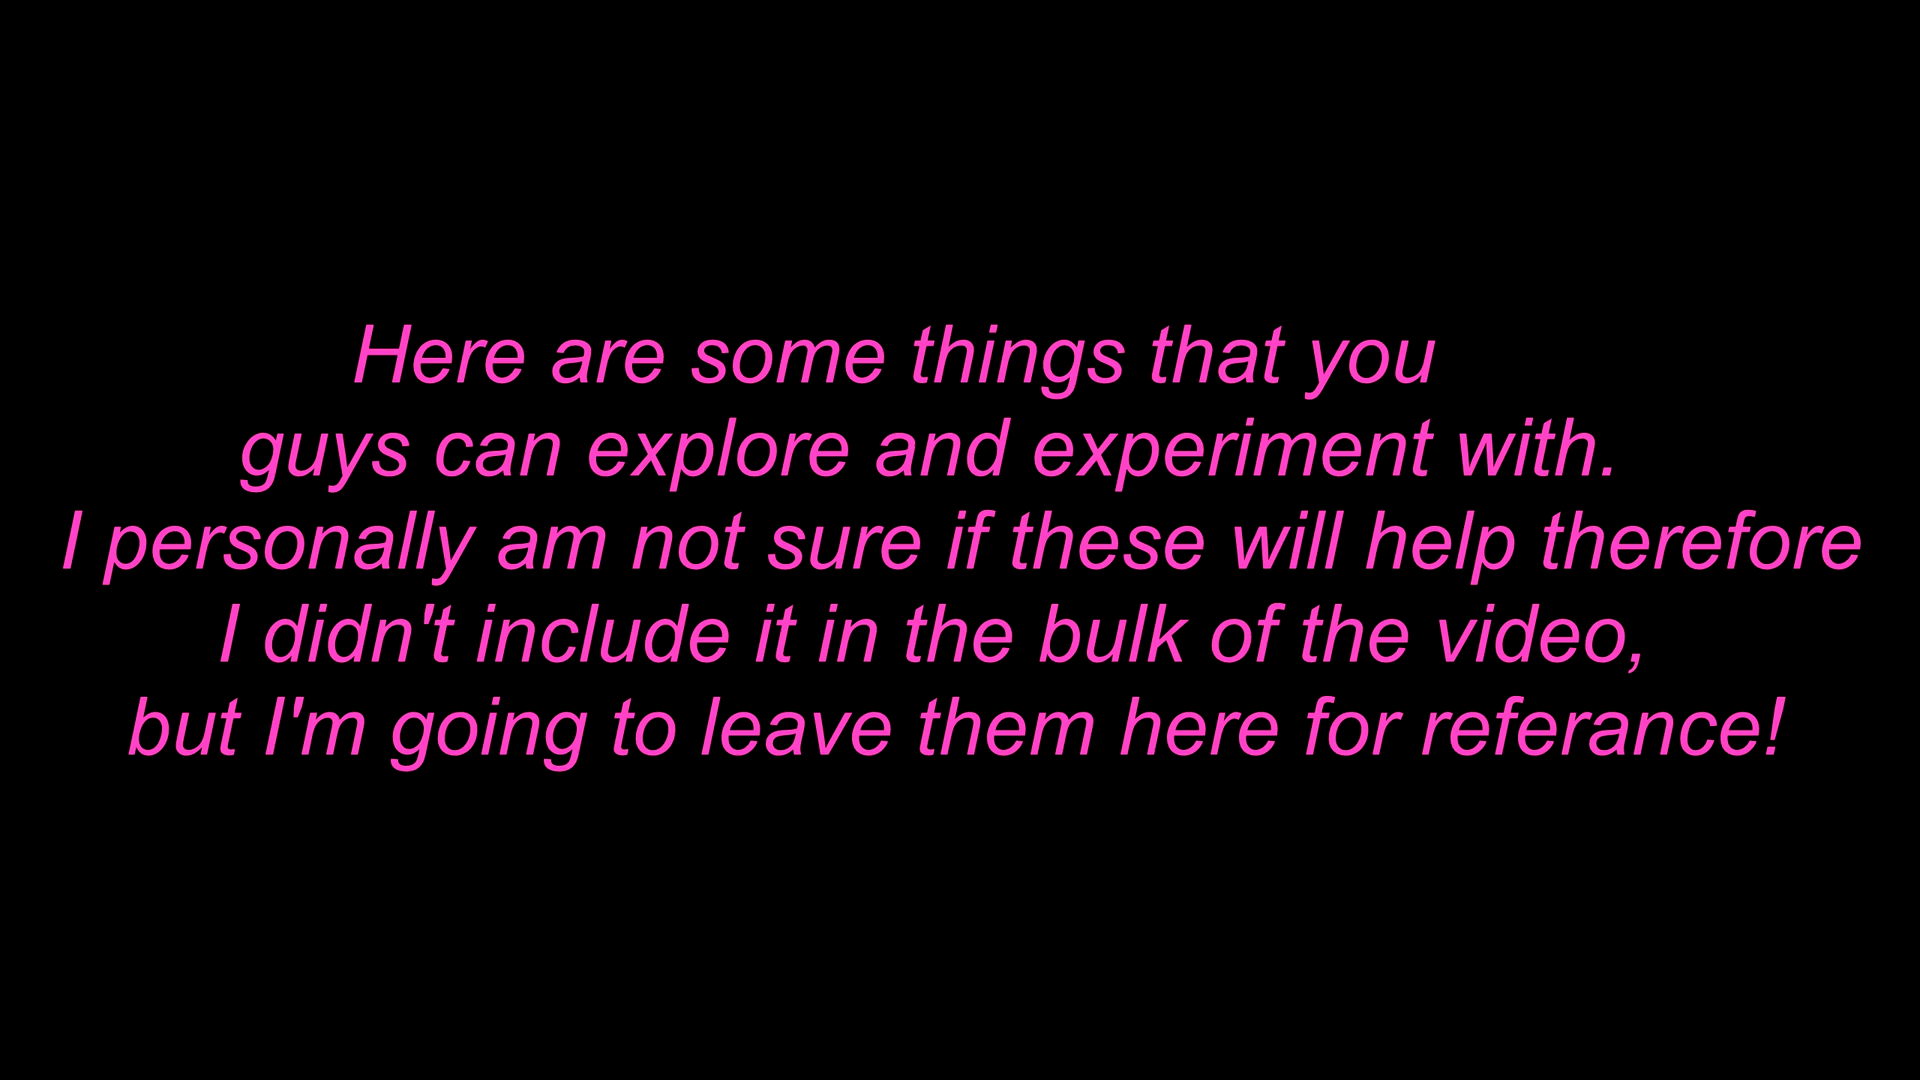 Here are some things that you
guys can explore and experiment with.
I personally am not sure if these will help therefore
I didn't include it in the bulk of the video,
but I'm going to leave them here for referance!